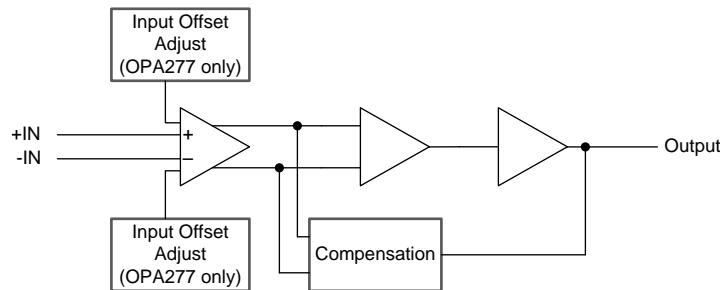 Input Offset
Adjust
(OPA277 only)
+IN
-IN
+
−
Output
Input Offset
Adjust
(OPA277 only)
Compensation